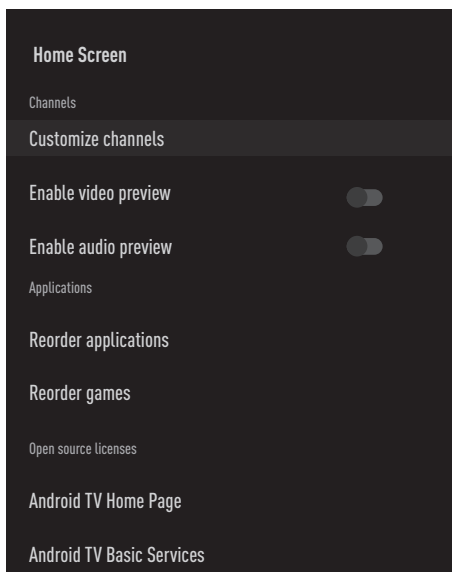 Home Screen
Channels
Customize channels
Enable video preview
Enable audio preview
Applications
Reorder applications
Reorder games
Open source licenses
Android TV Home Page
Android TV Basic Services